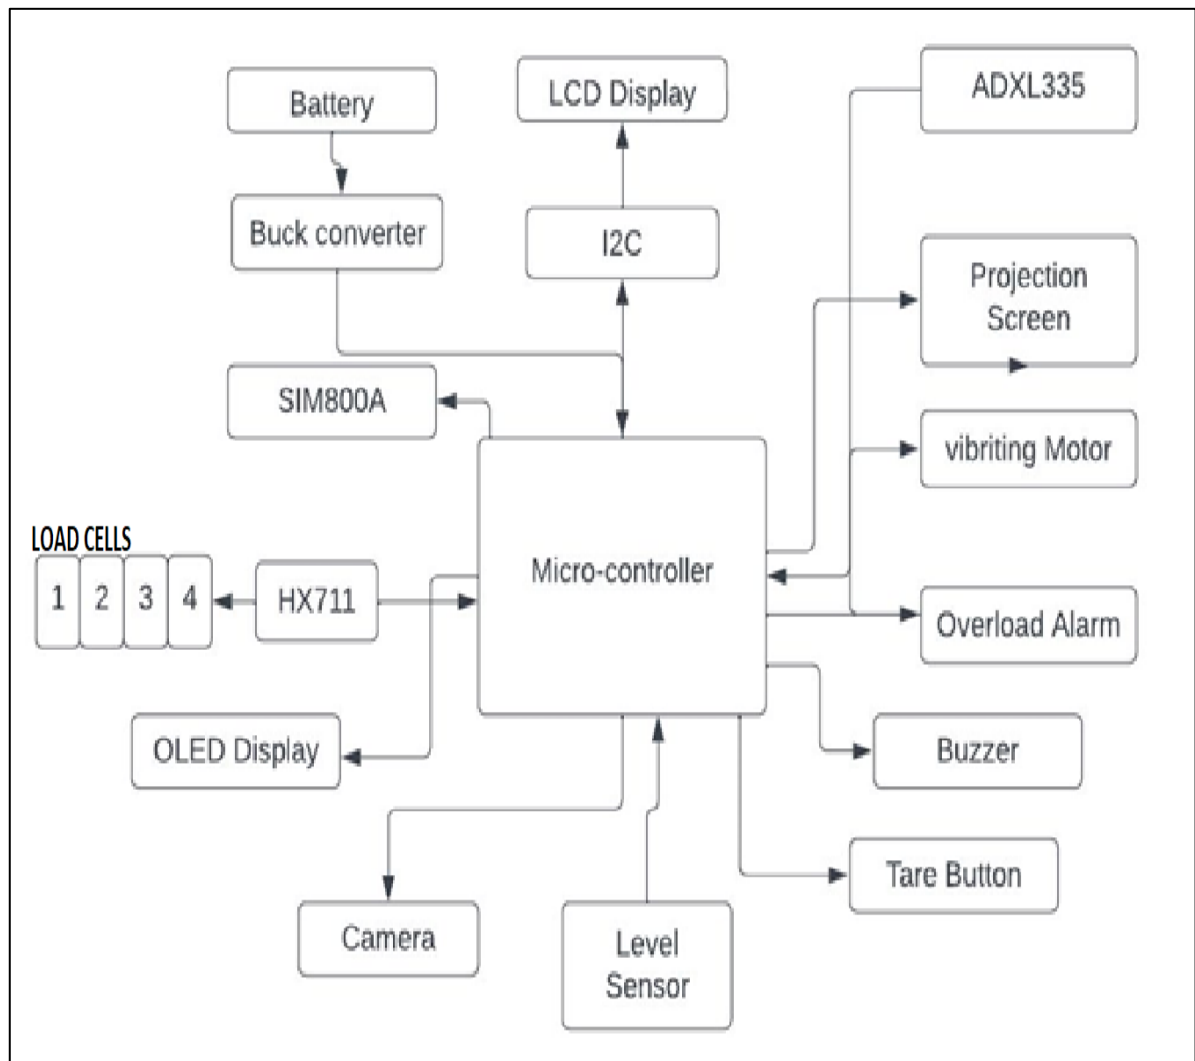 Battery
LCD Display
ADXL335
Buck converter
I2C
Projection
Screen
SIM800A
vibriting Motor
LOAD CELLS
1 2 3 4
HX711
Micro-controller
Overload Alarm
OLED Display
Buzzer
Tare Button
Camera
Level
Sensor